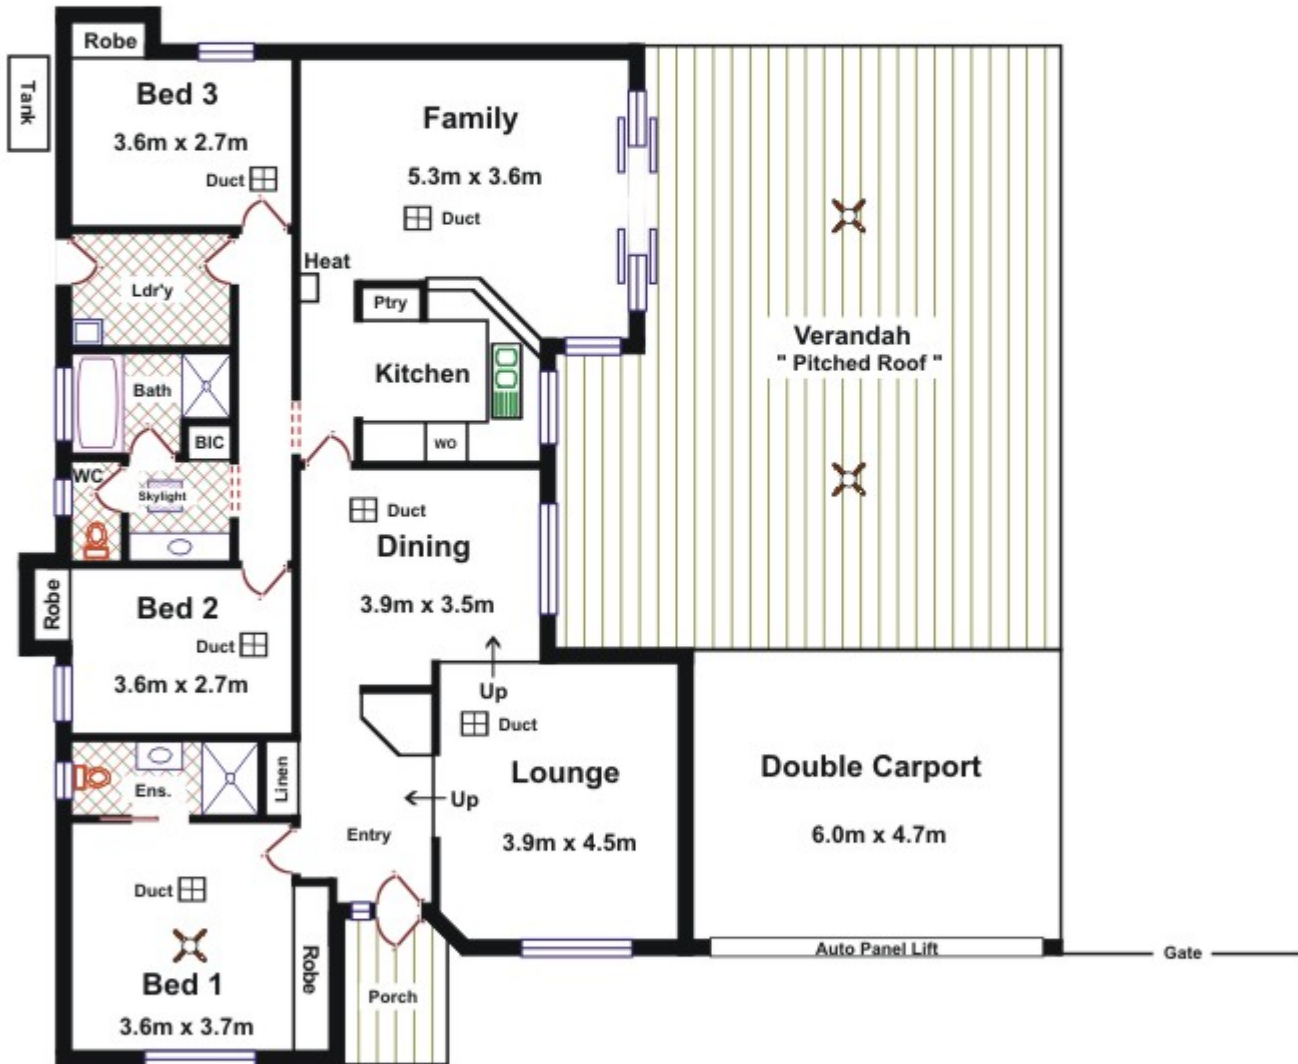 Robe
Tank
Bed 3
3.6m x 2.7m
Duct
Family
5.3m x 3.6m
Duct
Heat
Ldr'y
Ptry
Verandah
" Pitched Roof "
Kitchen
Bath
BIC
wo
WC
Skylight
Duct
Dining
3.9m x 3.5m
Robe
Bed 2
Duct
3.6m x 2.7m
Up
Duct
Lounge
3.9m x 4.5m
Double Carport
6.0m x 4.7m
Ens.
Linen
Up
Entry
Duct
Robe
Bed 1
3.6m x 3.7m
Porch
Auto Panel Lift
Gate